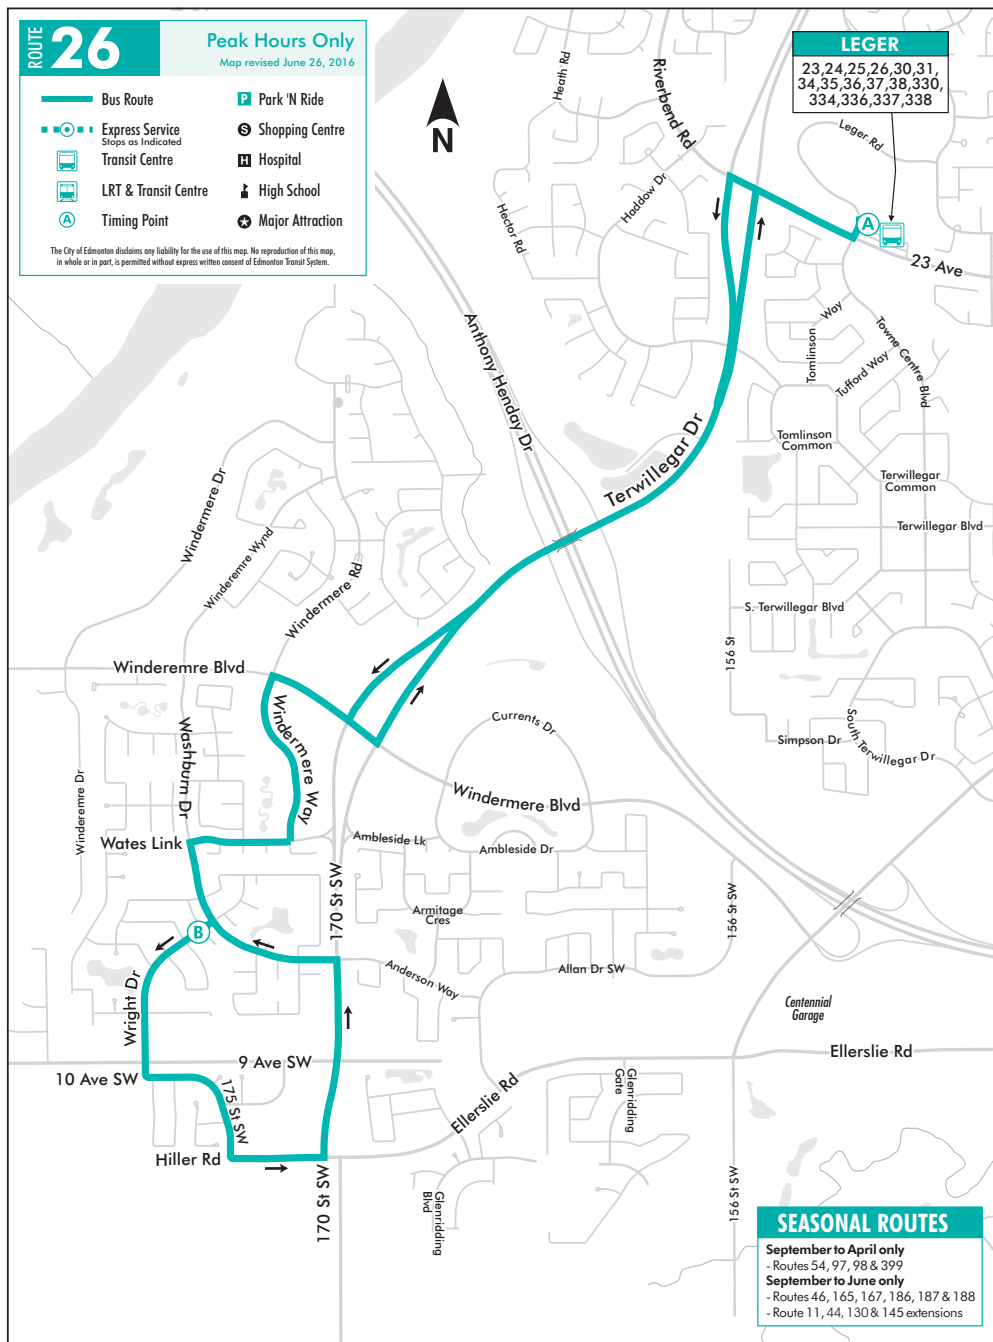 ROUTE 26
Peak Hours Only
Map revised June 26, 2016
Bus Route
Park 'N Ride
Express Service
Stops as Indicated
Shopping Centre
Transit Centre
Hospital
LRT & Transit Centre
High School
Timing Point
Major Attraction
P
S
H
A
The City of Edmonton disclaims any liability for the use of this map. No reproduction of this map,
in whole or in part, is permitted without express written consent of Edmonton Transit System.
N
LEGER
23,24,25,26,30,31,
34,35,36,37,38,330,
334,336,337,338
Heath Rd
Riverbend Rd
Leger Rd
Haddow Dr
Hector Rd
A
23 Ave
Anthony Henday Dr
Tomlinson Way
Towne Centre Blvd
Tufford Way
Terwillegar Dr
Tomlinson
Common
Terwillegar
Common
Terwillegar Blvd
Windermere Dr
Winderemre Wynd
Windermere Rd
S. Terwillegar Blvd
156 St
Winderemre Blvd
Windermere Way
Washburn Dr
Currents Dr
Simpson Dr
South Terwillegar Dr
Winderemre Dr
Windermere Blvd
Wates Link
Ambleside Lk
Ambleside Dr
170 St SW
Armitage
Cres
156 St SW
B
Anderson Way
Allan Dr SW
Wright Dr
Centennial
Garage
9 Ave SW
Ellerslie Rd
10 Ave SW
175 St SW
Ellerslie Rd
Glenridding
Gate
Hiller Rd
170 St SW
Glenridding
Blvd
156 St SW
SEASONAL ROUTES
September to April only
- Routes 54, 97, 98 & 399
September to June only
- Routes 46, 165, 167, 186, 187 & 188
- Route 11, 44, 130 & 145 extensions